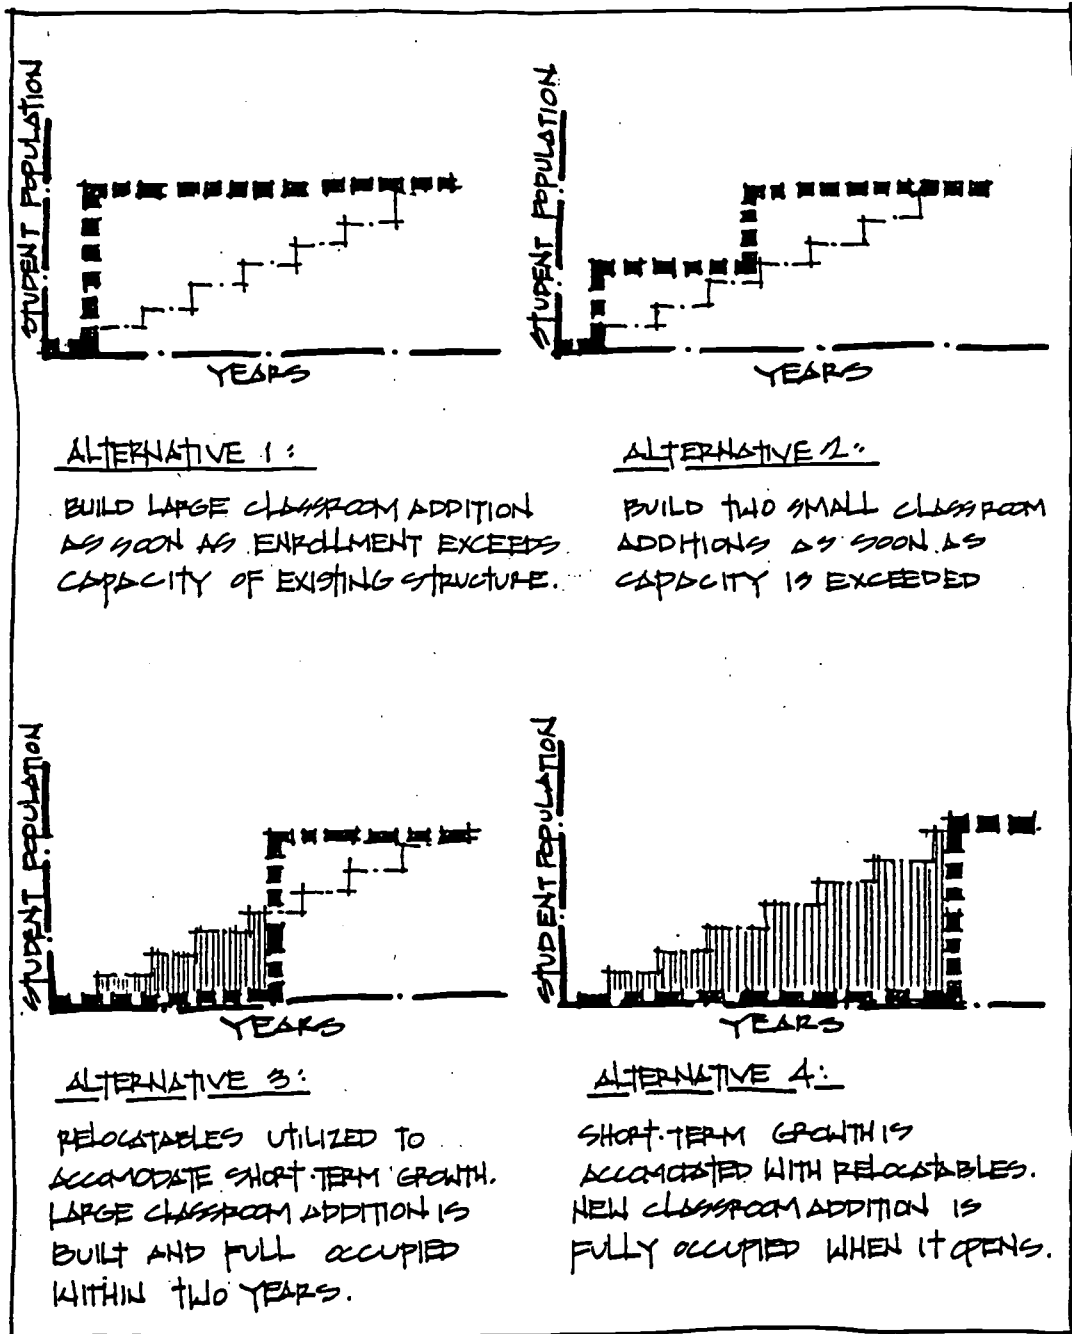 STUDENT POPULATION
YEARS
STUDENT POPULATION
YEARS
ALTERNATIVE 1:
BUILD LARGE CLASSROOM ADDITION
AS SOON AS ENROLLMENT EXCEEDS
CAPACITY OF EXISTING STRUCTURE.
ALTERNATIVE 2:
BUILD TWO SMALL CLASSROOM
ADDITIONS AS SOON AS
CAPACITY IS EXCEEDED
STUDENT POPULATION
YEARS
STUDENT POPULATION
YEARS
ALTERNATIVE 3:
RELOCATABLES UTILIZED TO
ACCOMODATE SHORT-TERM GROWTH.
LARGE CLASSROOM ADDITION IS
BUILT AND FULL OCCUPIED
WITHIN TWO YEARS.
ALTERNATIVE 4:
SHORT-TERM GROWTH IS
ACCOMODATED WITH RELOCATABLES.
NEW CLASSROOM ADDITION IS
FULLY OCCUPIED WHEN IT OPENS.